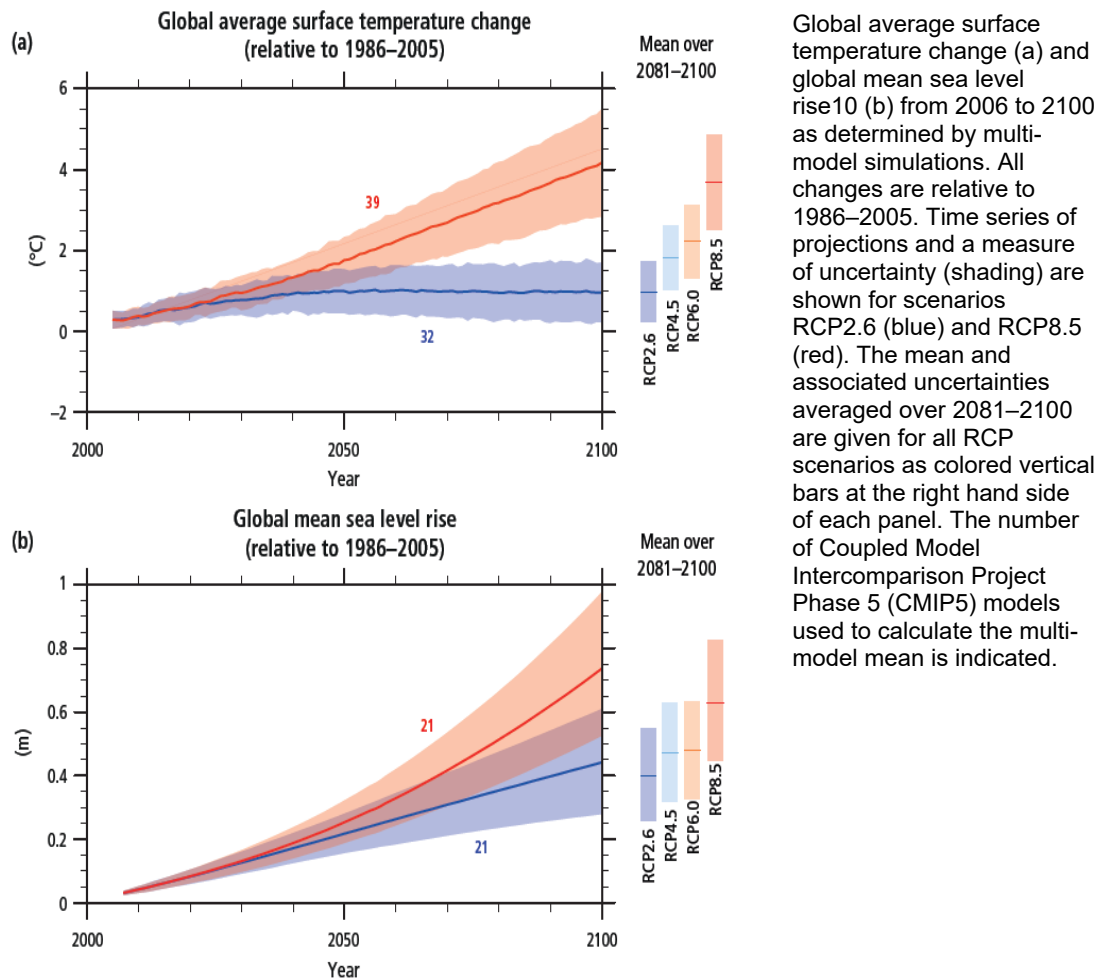 Global average surface temperature change
(relative to 1986–2005)
(a)
Mean over
2081–2100
6
4
2
0
−2
(°C)
39
32
2000
2050
2100
Year
RCP2.6
RCP4.5
RCP6.0
RCP8.5
Global mean sea level rise
(relative to 1986–2005)
(b)
Mean over
2081–2100
1
0.8
0.6
0.4
0.2
0
(m)
21
21
2000
2050
2100
Year
RCP2.6
RCP4.5
RCP6.0
RCP8.5
Global average surface
temperature change (a) and
global mean sea level
rise10 (b) from 2006 to 2100
as determined by multi-
model simulations. All
changes are relative to
1986–2005. Time series of
projections and a measure
of uncertainty (shading) are
shown for scenarios
RCP2.6 (blue) and RCP8.5
(red). The mean and
associated uncertainties
averaged over 2081–2100
are given for all RCP
scenarios as colored vertical
bars at the right hand side
of each panel. The number
of Coupled Model
Intercomparison Project
Phase 5 (CMIP5) models
used to calculate the multi-
model mean is indicated.